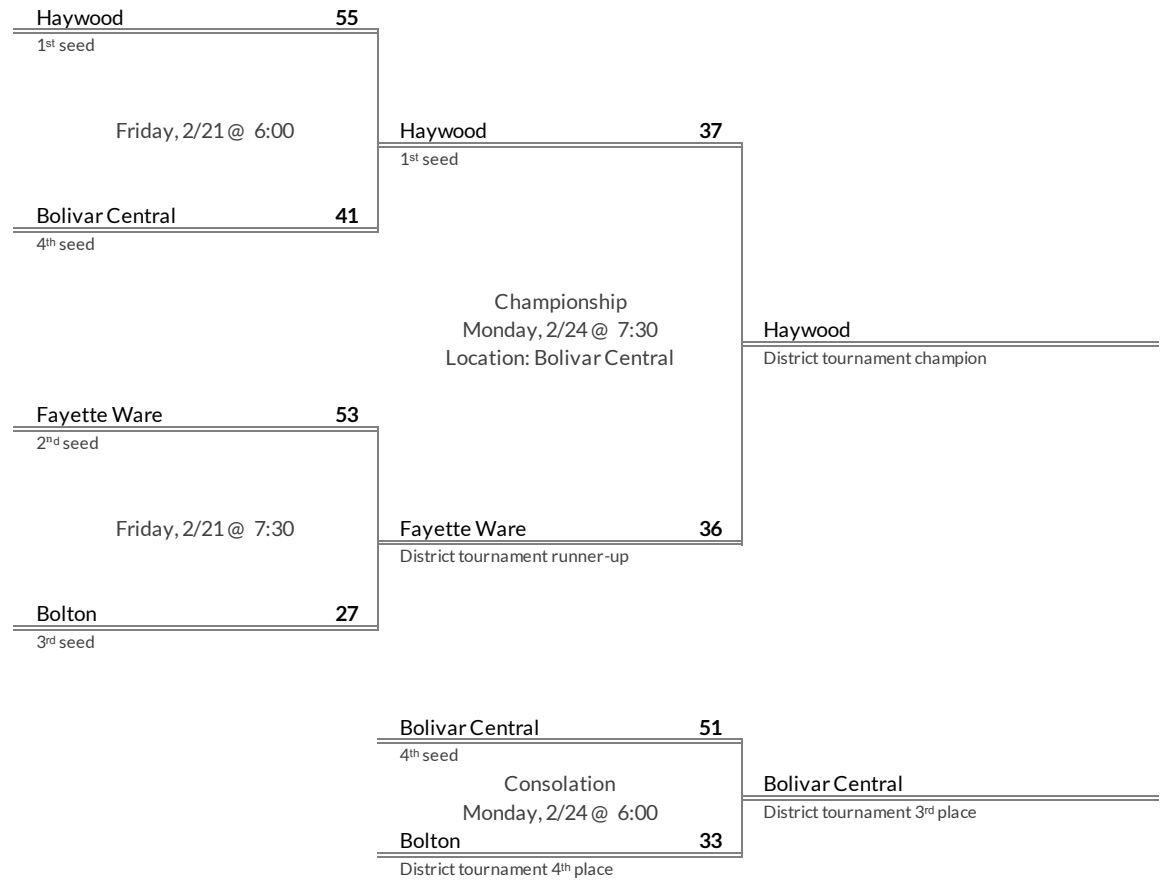 Haywood 55
1st seed
Friday, 2/21 @ 6:00
Bolivar Central 41
4th seed
Haywood 37
1st seed
Championship
Monday, 2/24 @ 7:30
Location: Bolivar Central
Haywood
District tournament champion
Fayette Ware 53
2nd seed
Friday, 2/21 @ 7:30
Bolton 27
3rd seed
Fayette Ware 36
District tournament runner-up
Bolivar Central 51
4th seed
Consolation
Monday, 2/24 @ 6:00
Bolton 33
District tournament 4th place
Bolivar Central
District tournament 3rd place